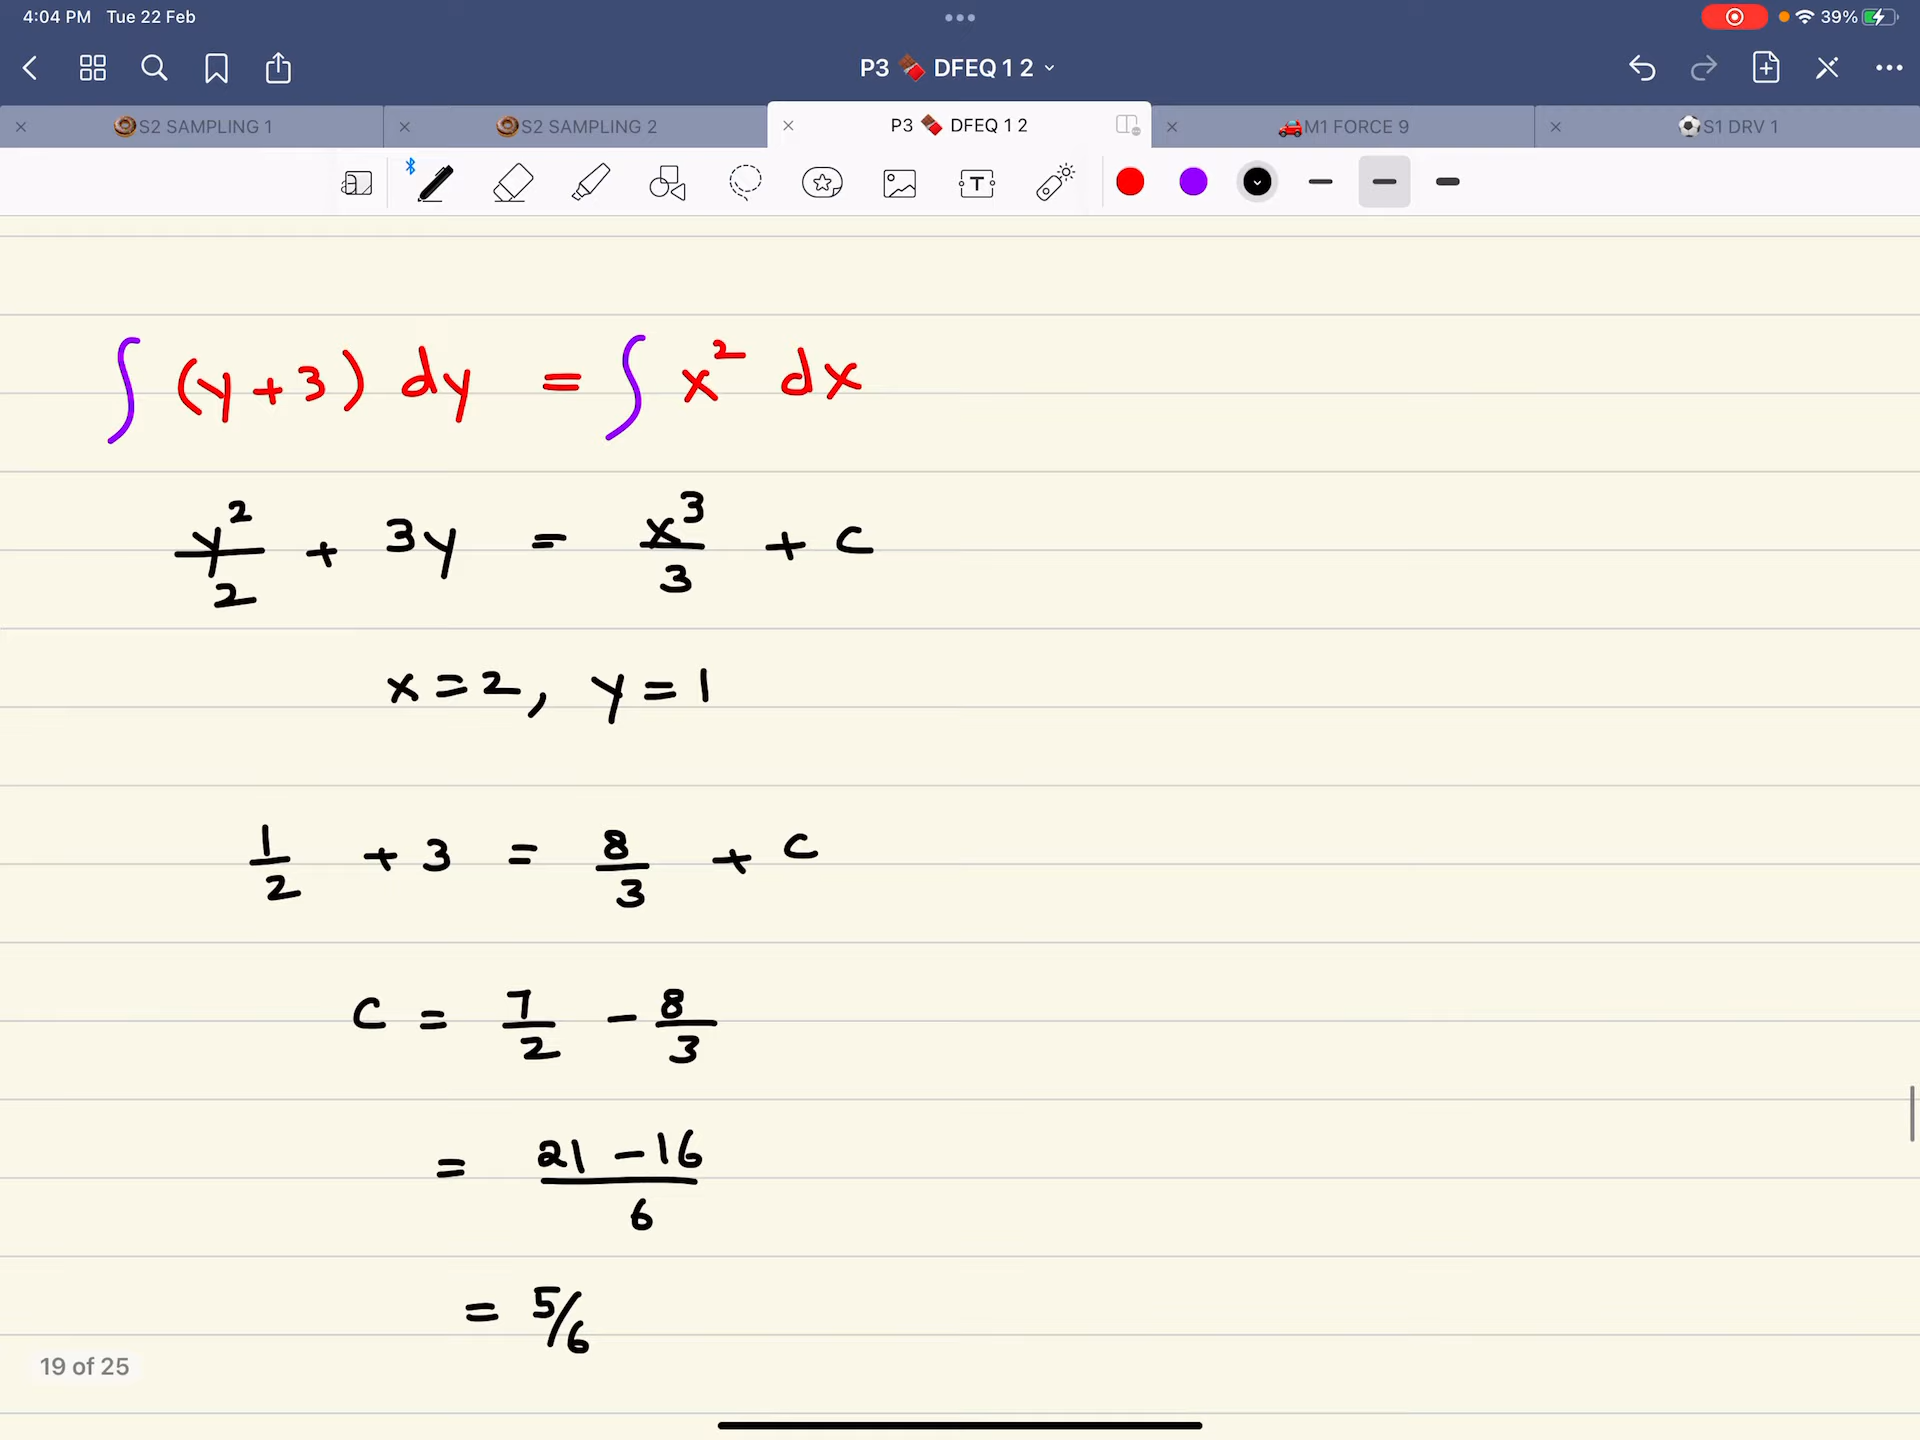 4:04 PM Tue 22 Feb
39%
P3 🍫 DFEQ 1 2
S2 SAMPLING 1
S2 SAMPLING 2
P3 🍫 DFEQ 1 2
M1 FORCE 9
S1 DRV 1
∫ (y + 3) dy = ∫ x² dx
y²/2 + 3y = x³/3 + c
x = 2, y = 1
1/2 + 3 = 8/3 + c
c = 7/2 - 8/3
= 21 - 16/6
= 5/6
19 of 25